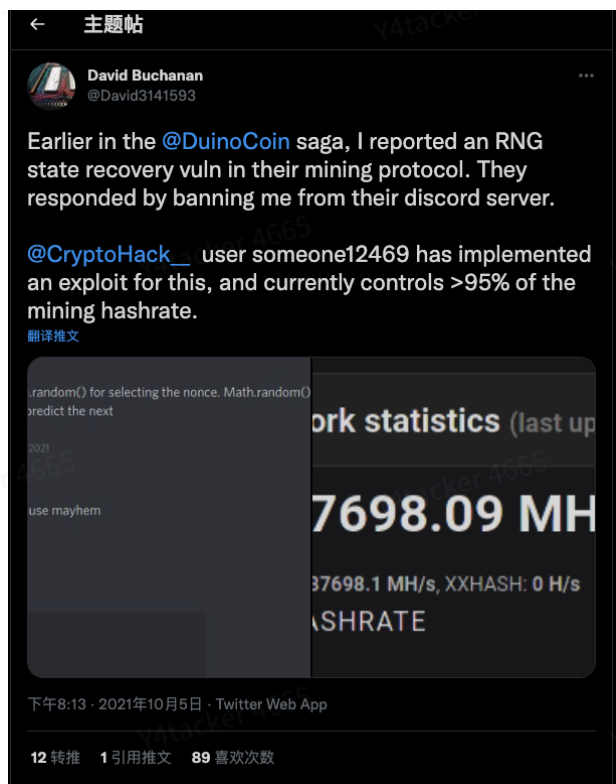 ← 主题帖
David Buchanan
@David3141593
Earlier in the @DuinoCoin saga, I reported an RNG
state recovery vuln in their mining protocol. They
responded by banning me from their discord server.
@CryptoHack__ user someone12469 has implemented
an exploit for this, and currently controls >95% of the
mining hashrate.
翻译推文
.random() for selecting the nonce. Math.random()
predict the next
2021
use mayhem
ork statistics (last up
7698.09 MH
37698.1 MH/s, XXHASH: 0 H/s
ASHRATE
下午8:13 · 2021年10月5日 · Twitter Web App
12 转推 1 引用推文 89 喜欢次数
Y4tacker 4665